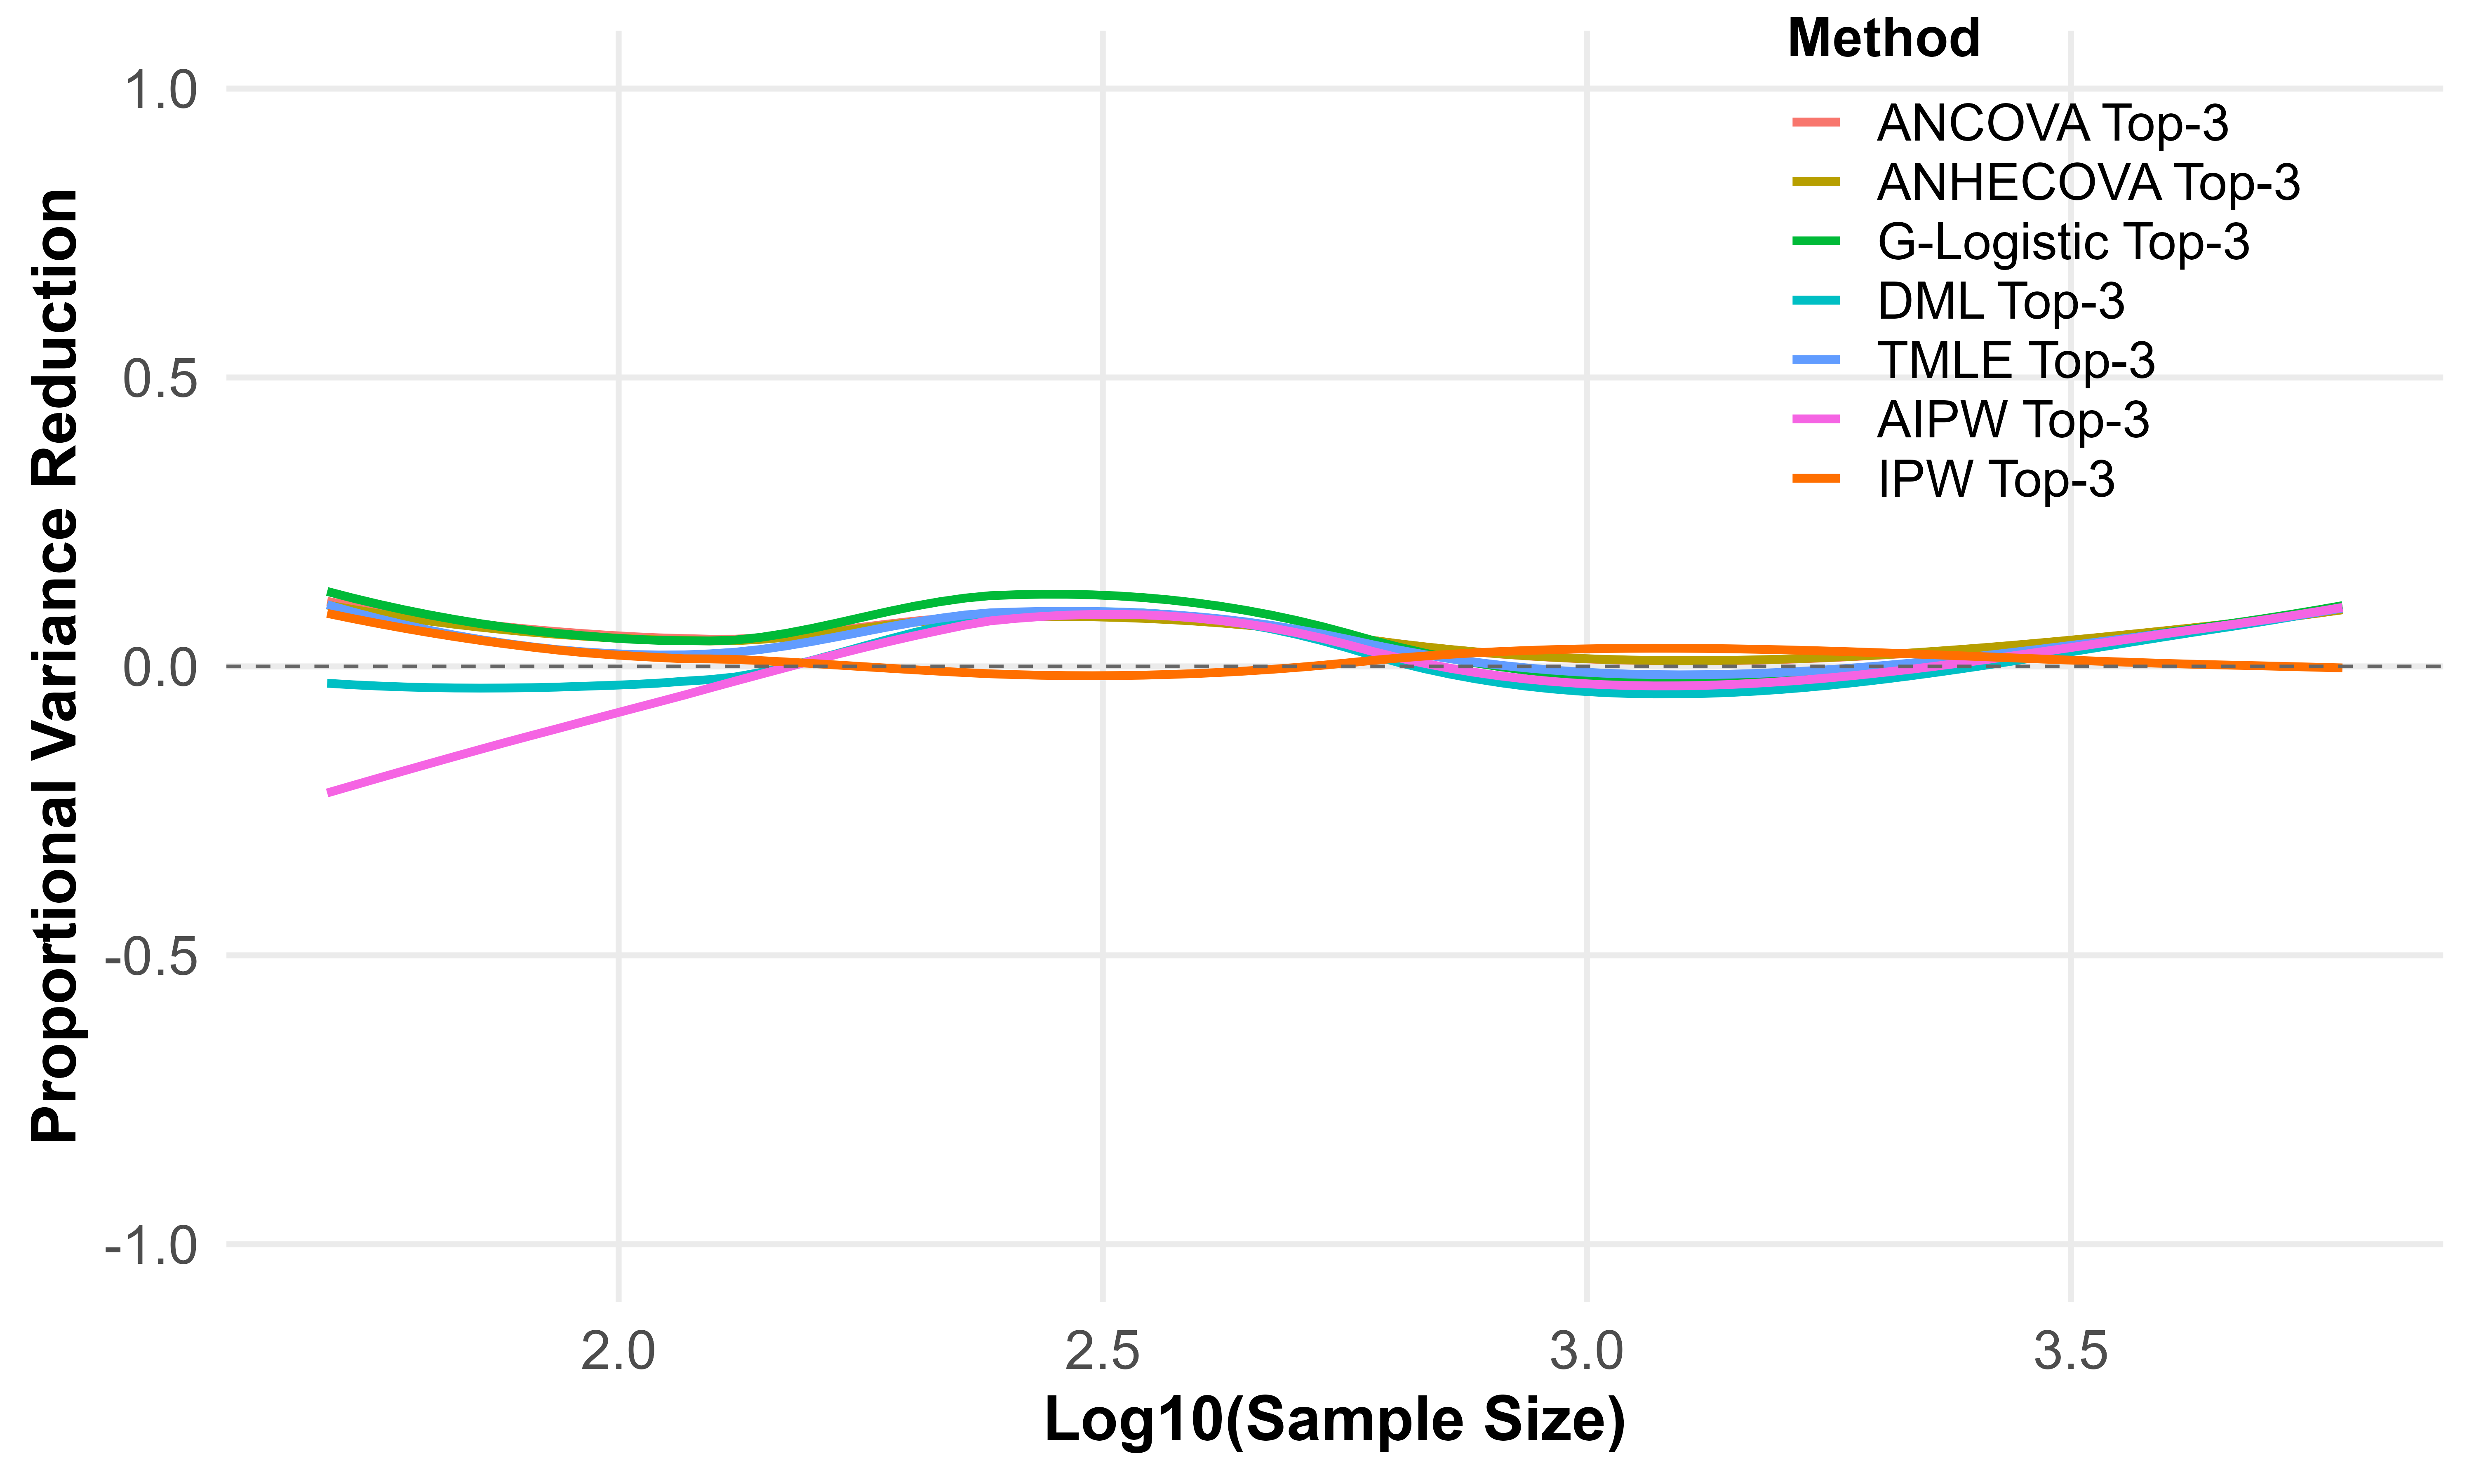 Method
ANCOVA Top-3
ANHECOVA Top-3
G-Logistic Top-3
DML Top-3
TMLE Top-3
AIPW Top-3
IPW Top-3
Proportional Variance Reduction
1.0
0.5
0.0
-0.5
-1.0
2.0 2.5 3.0 3.5
Log10(Sample Size)